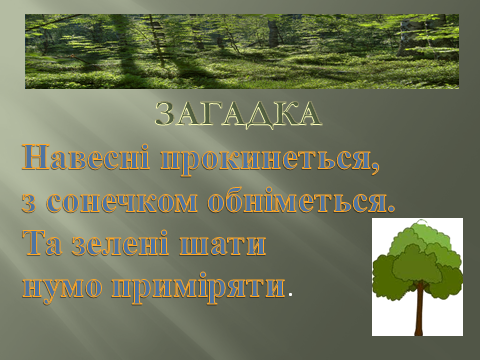 ЗАГАДКА
Навесні прокинеться,
з сонечком обніметься.
Та зелені шати
нумо приміряти.